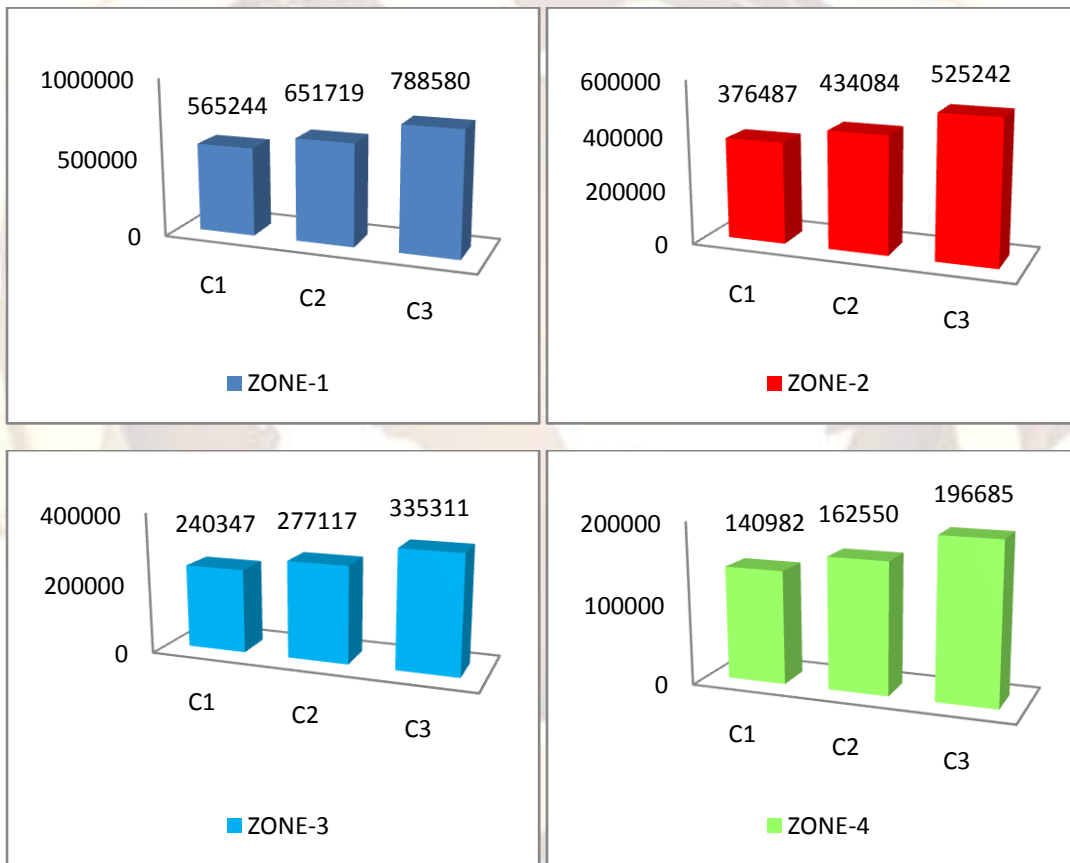 1000000
500000
0
565244
651719
788580
C1
C2
C3
ZONE-1
600000
400000
200000
0
376487
434084
525242
C1
C2
C3
ZONE-2
400000
200000
0
240347
277117
335311
C1
C2
C3
ZONE-3
200000
100000
0
140982
162550
196685
C1
C2
C3
ZONE-4